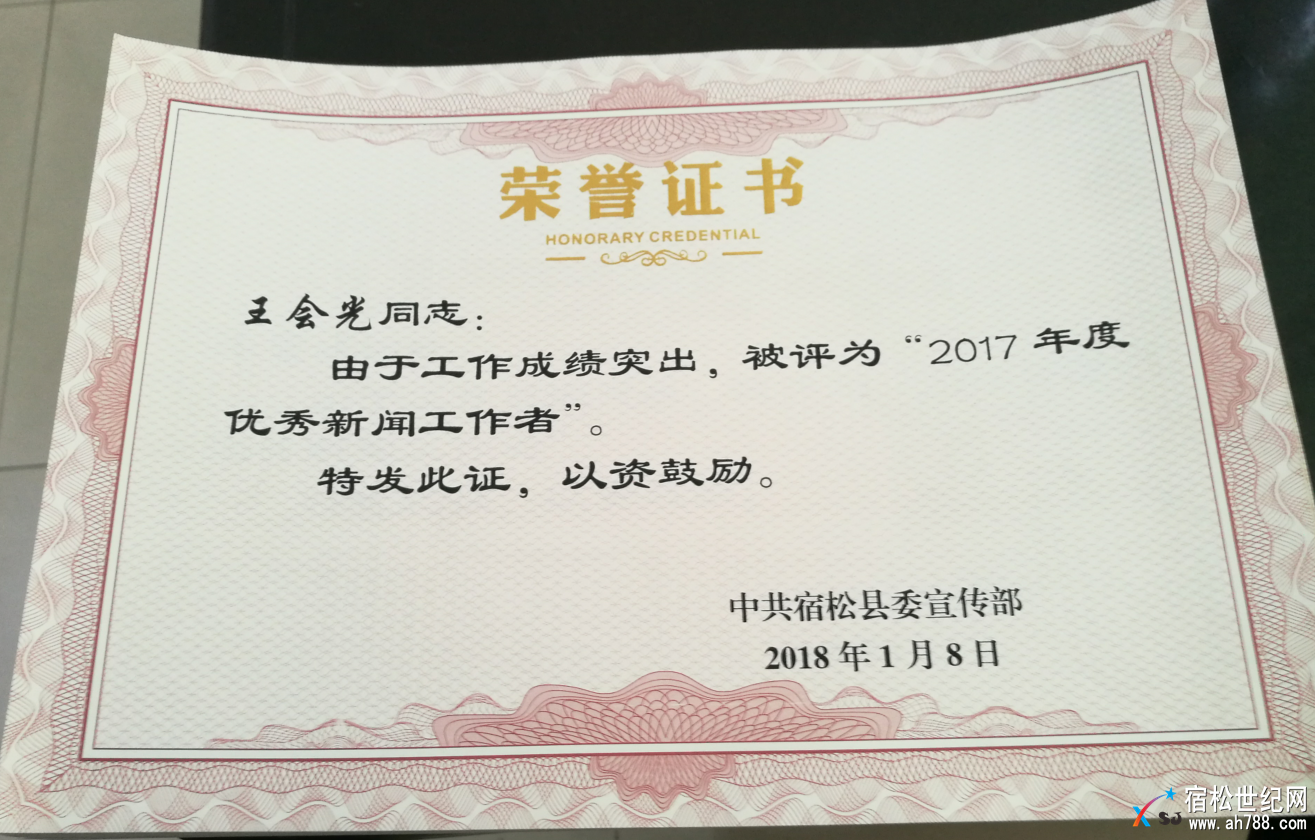 荣誉证书
HONORARY CREDENTIAL
王会光同志：
由于工作成绩突出，被评为“2017年度
优秀新闻工作者”。
特发此证，以资鼓励。
中共宿松县委宣传部
2018年1月8日
SJ 宿松世纪网
www.ah788.com